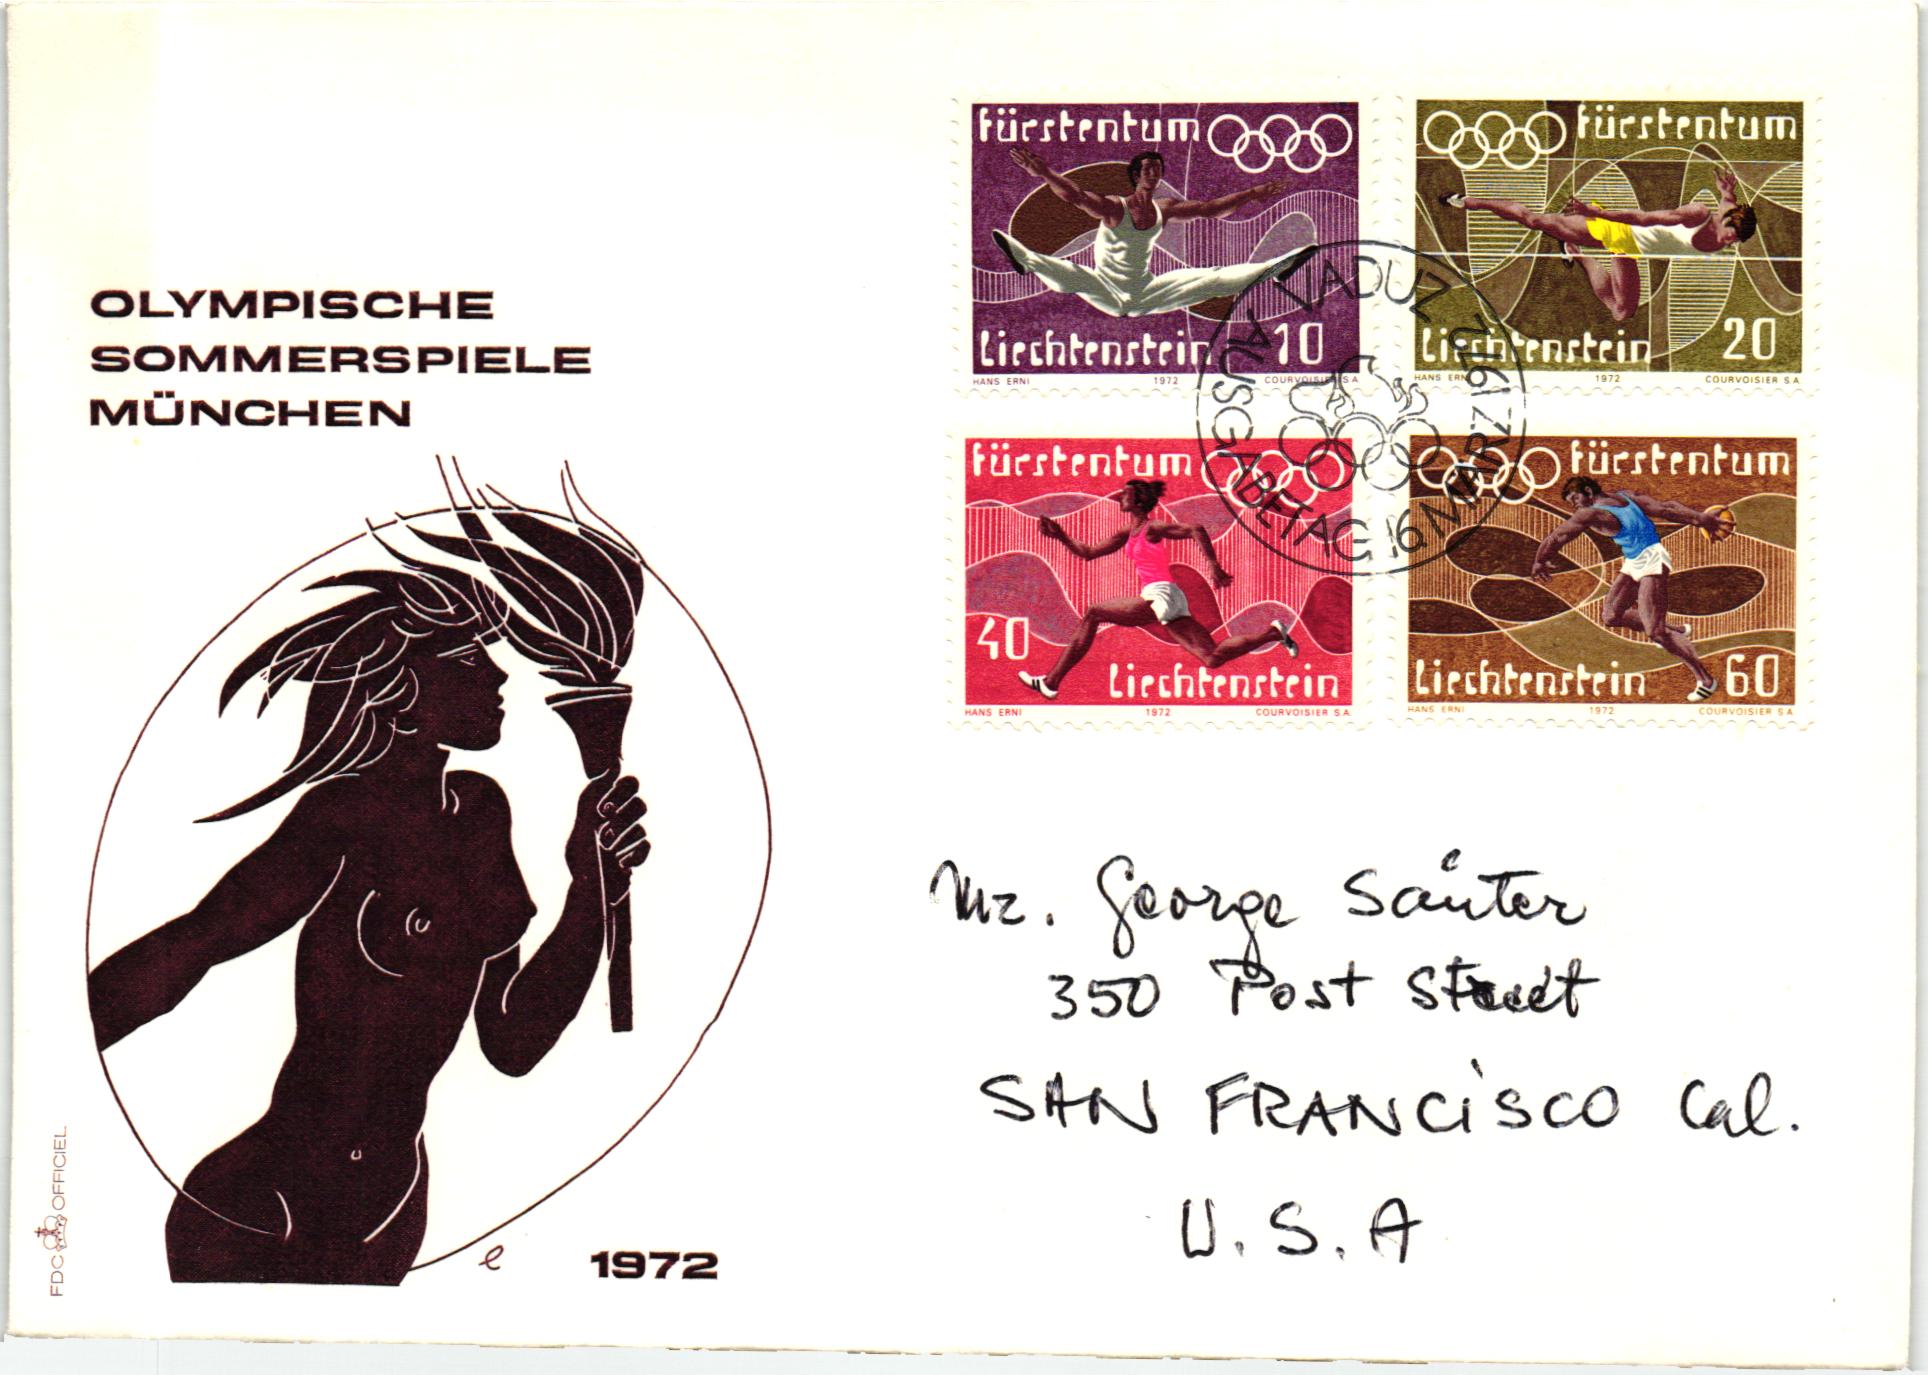 OLYMPISCHE
SOMMERSPIELE
MÜNCHEN
1972
FDC OFFICIEL
fürstentum
Liechtenstein 10
HANS ERNI 1972 COURVOISIER S.A
fürstentum
Liechtenstein 20
HANS ERNI 1972 COURVOISIER S.A
fürstentum
40
Liechtenstein
HANS ERNI 1972 COURVOISIER S.A
fürstentum
Liechtenstein 60
HANS ERNI 1972 COURVOISIER S.A
VADUZ
AUSGABETAG 16 MÄRZ 1972
Mr. George Sauter
350 Post Street
SAN FRANCISCO Cal.
U.S.A